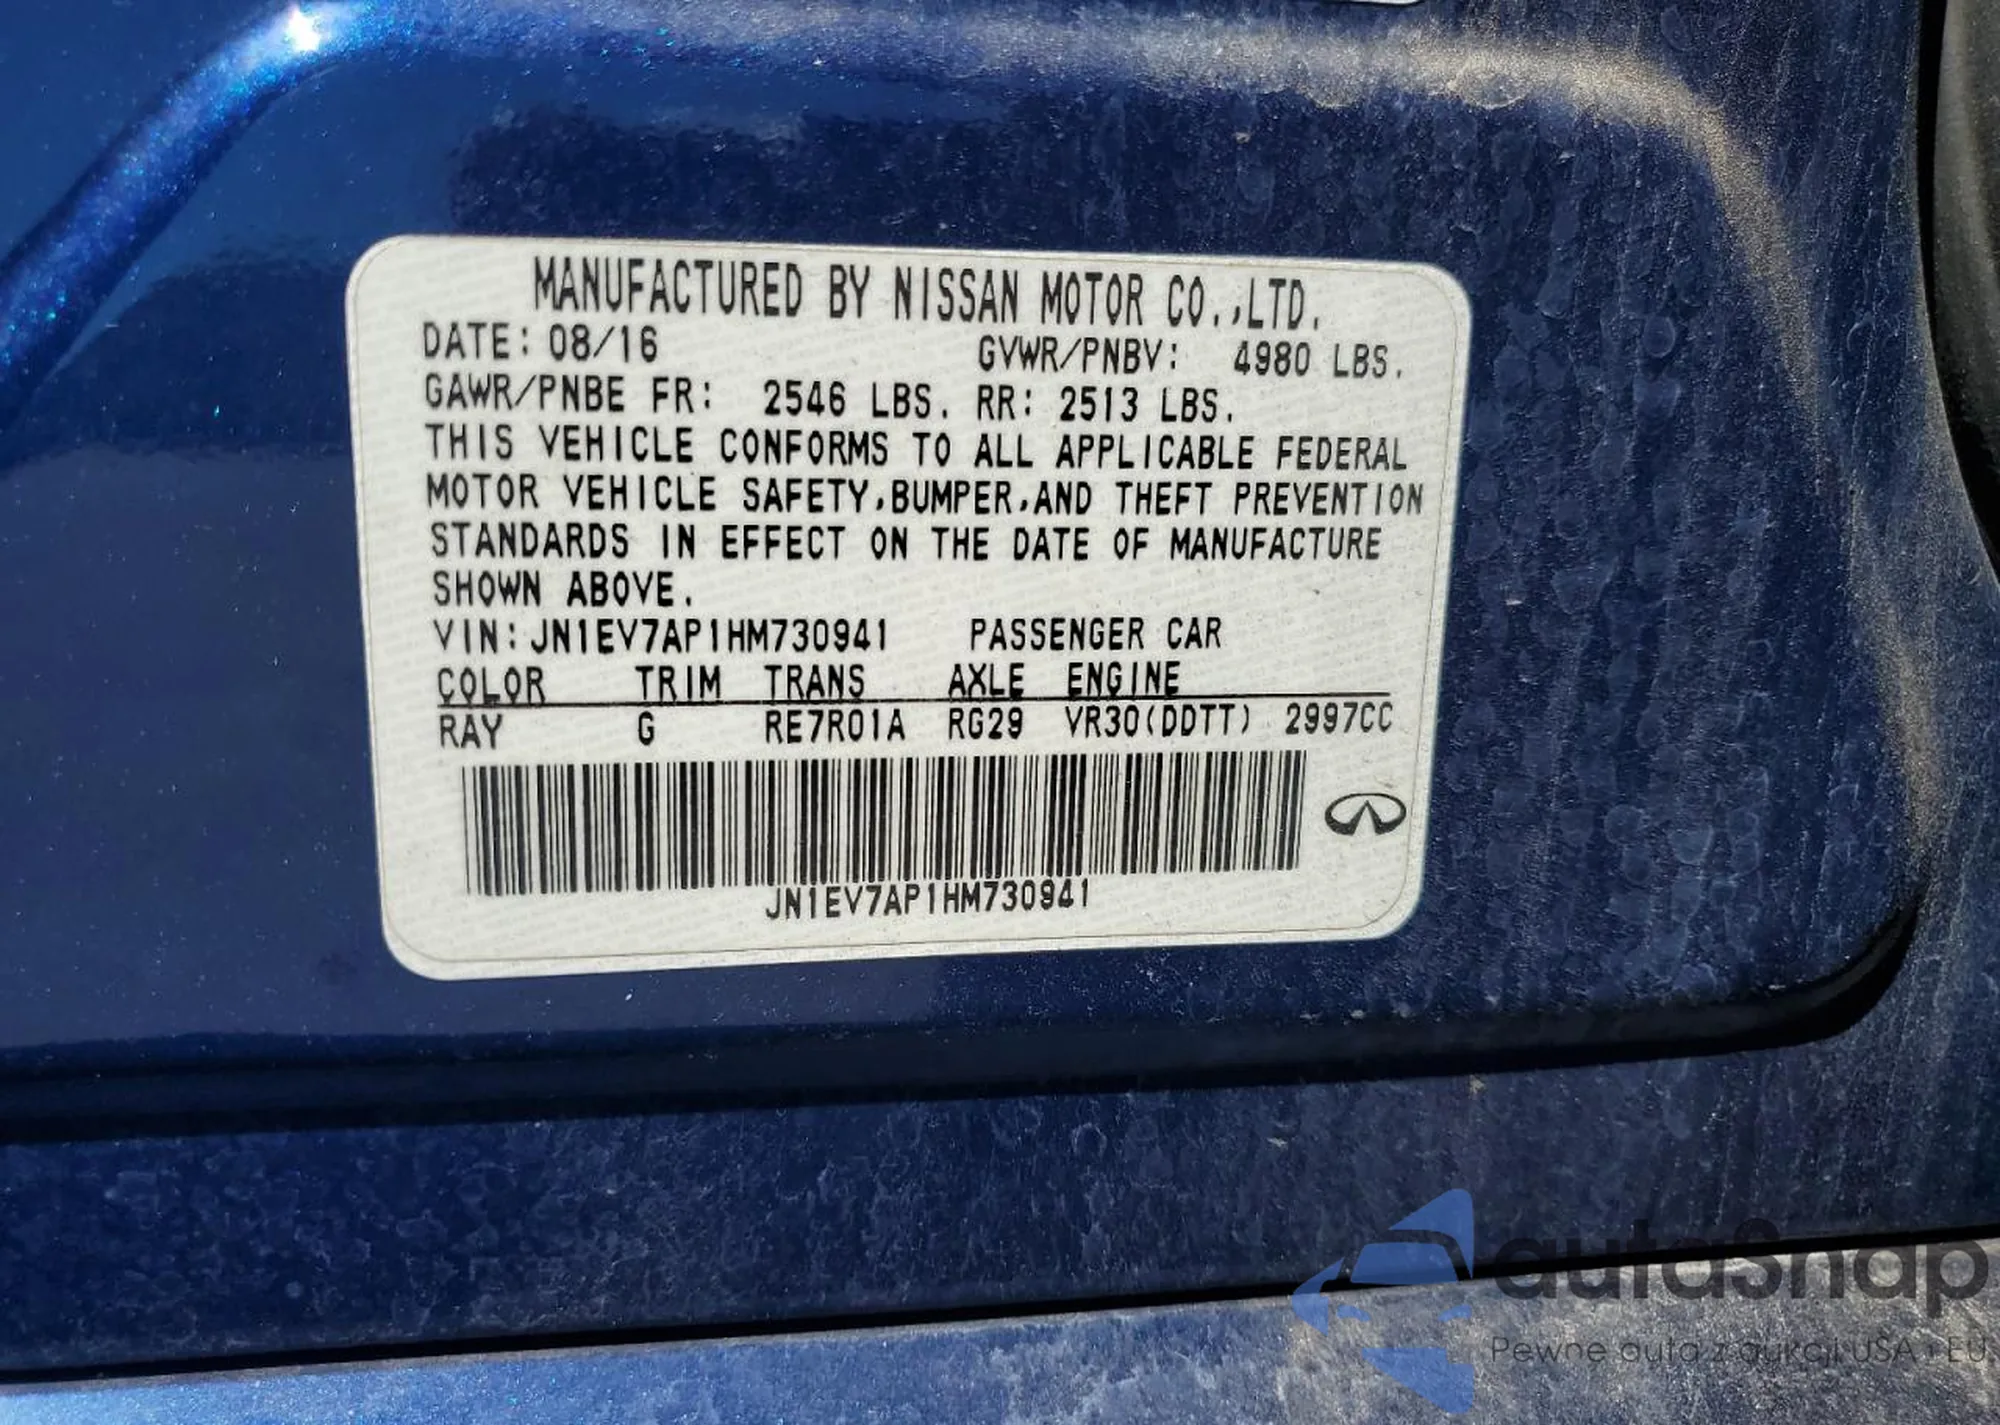 MANUFACTURED BY NISSAN MOTOR CO.,LTD.
DATE: 08/16 GVWR/PNBV: 4980 LBS.
GAWR/PNBE FR: 2546 LBS. RR: 2513 LBS.
THIS VEHICLE CONFORMS TO ALL APPLICABLE FEDERAL
MOTOR VEHICLE SAFETY,BUMPER,AND THEFT PREVENTION
STANDARDS IN EFFECT ON THE DATE OF MANUFACTURE
SHOWN ABOVE.
VIN:JN1EV7AP1HM730941 PASSENGER CAR
COLOR TRIM TRANS AXLE ENGINE
RAY G RE7R01A RG29 VR30(DDTT) 2997CC
JN1EV7AP1HM730941
autaSnap
Pewne auta z aukcji USA i EU